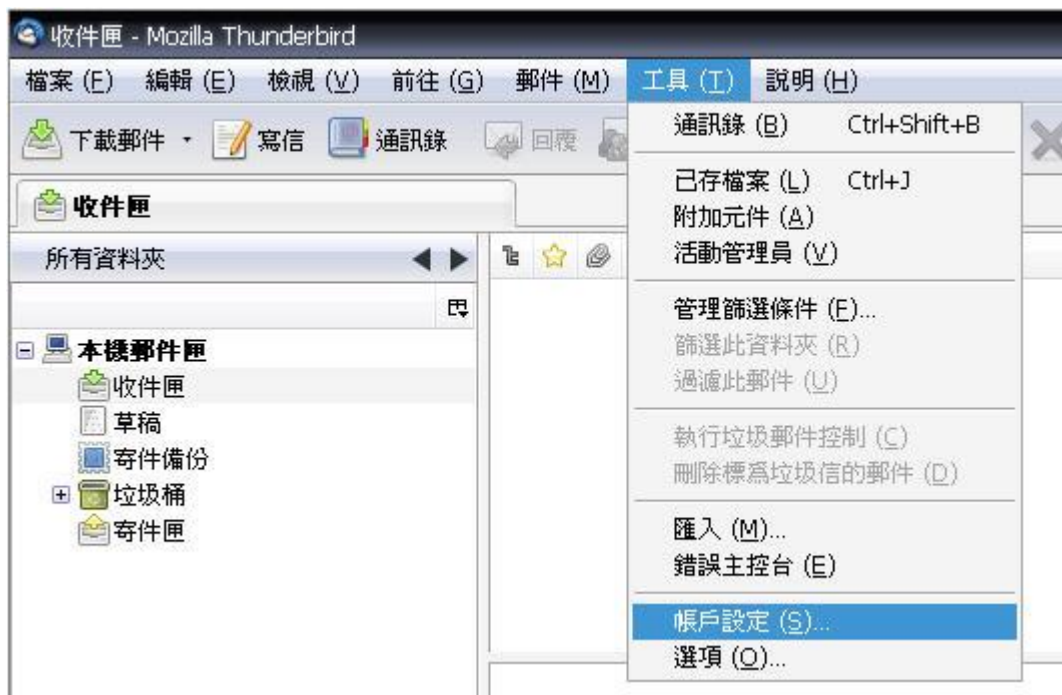 收件匣 - Mozilla Thunderbird
檔案 (F) 編輯 (E) 檢視 (V) 前往 (G) 郵件 (M) 工具 (T) 說明 (H)
下載郵件 寫信 通訊錄 回覆
收件匣
所有資料夾
本機郵件匣
收件匣
草稿
寄件備份
垃圾桶
寄件匣
通訊錄 (B) Ctrl+Shift+B
已存檔案 (L) Ctrl+J
附加元件 (A)
活動管理員 (V)
管理篩選條件 (F)...
篩選此資料夾 (R)
過濾此郵件 (U)
執行垃圾郵件控制 (C)
刪除標為垃圾信的郵件 (D)
匯入 (M)...
錯誤主控台 (E)
帳戶設定 (S)...
選項 (O)...